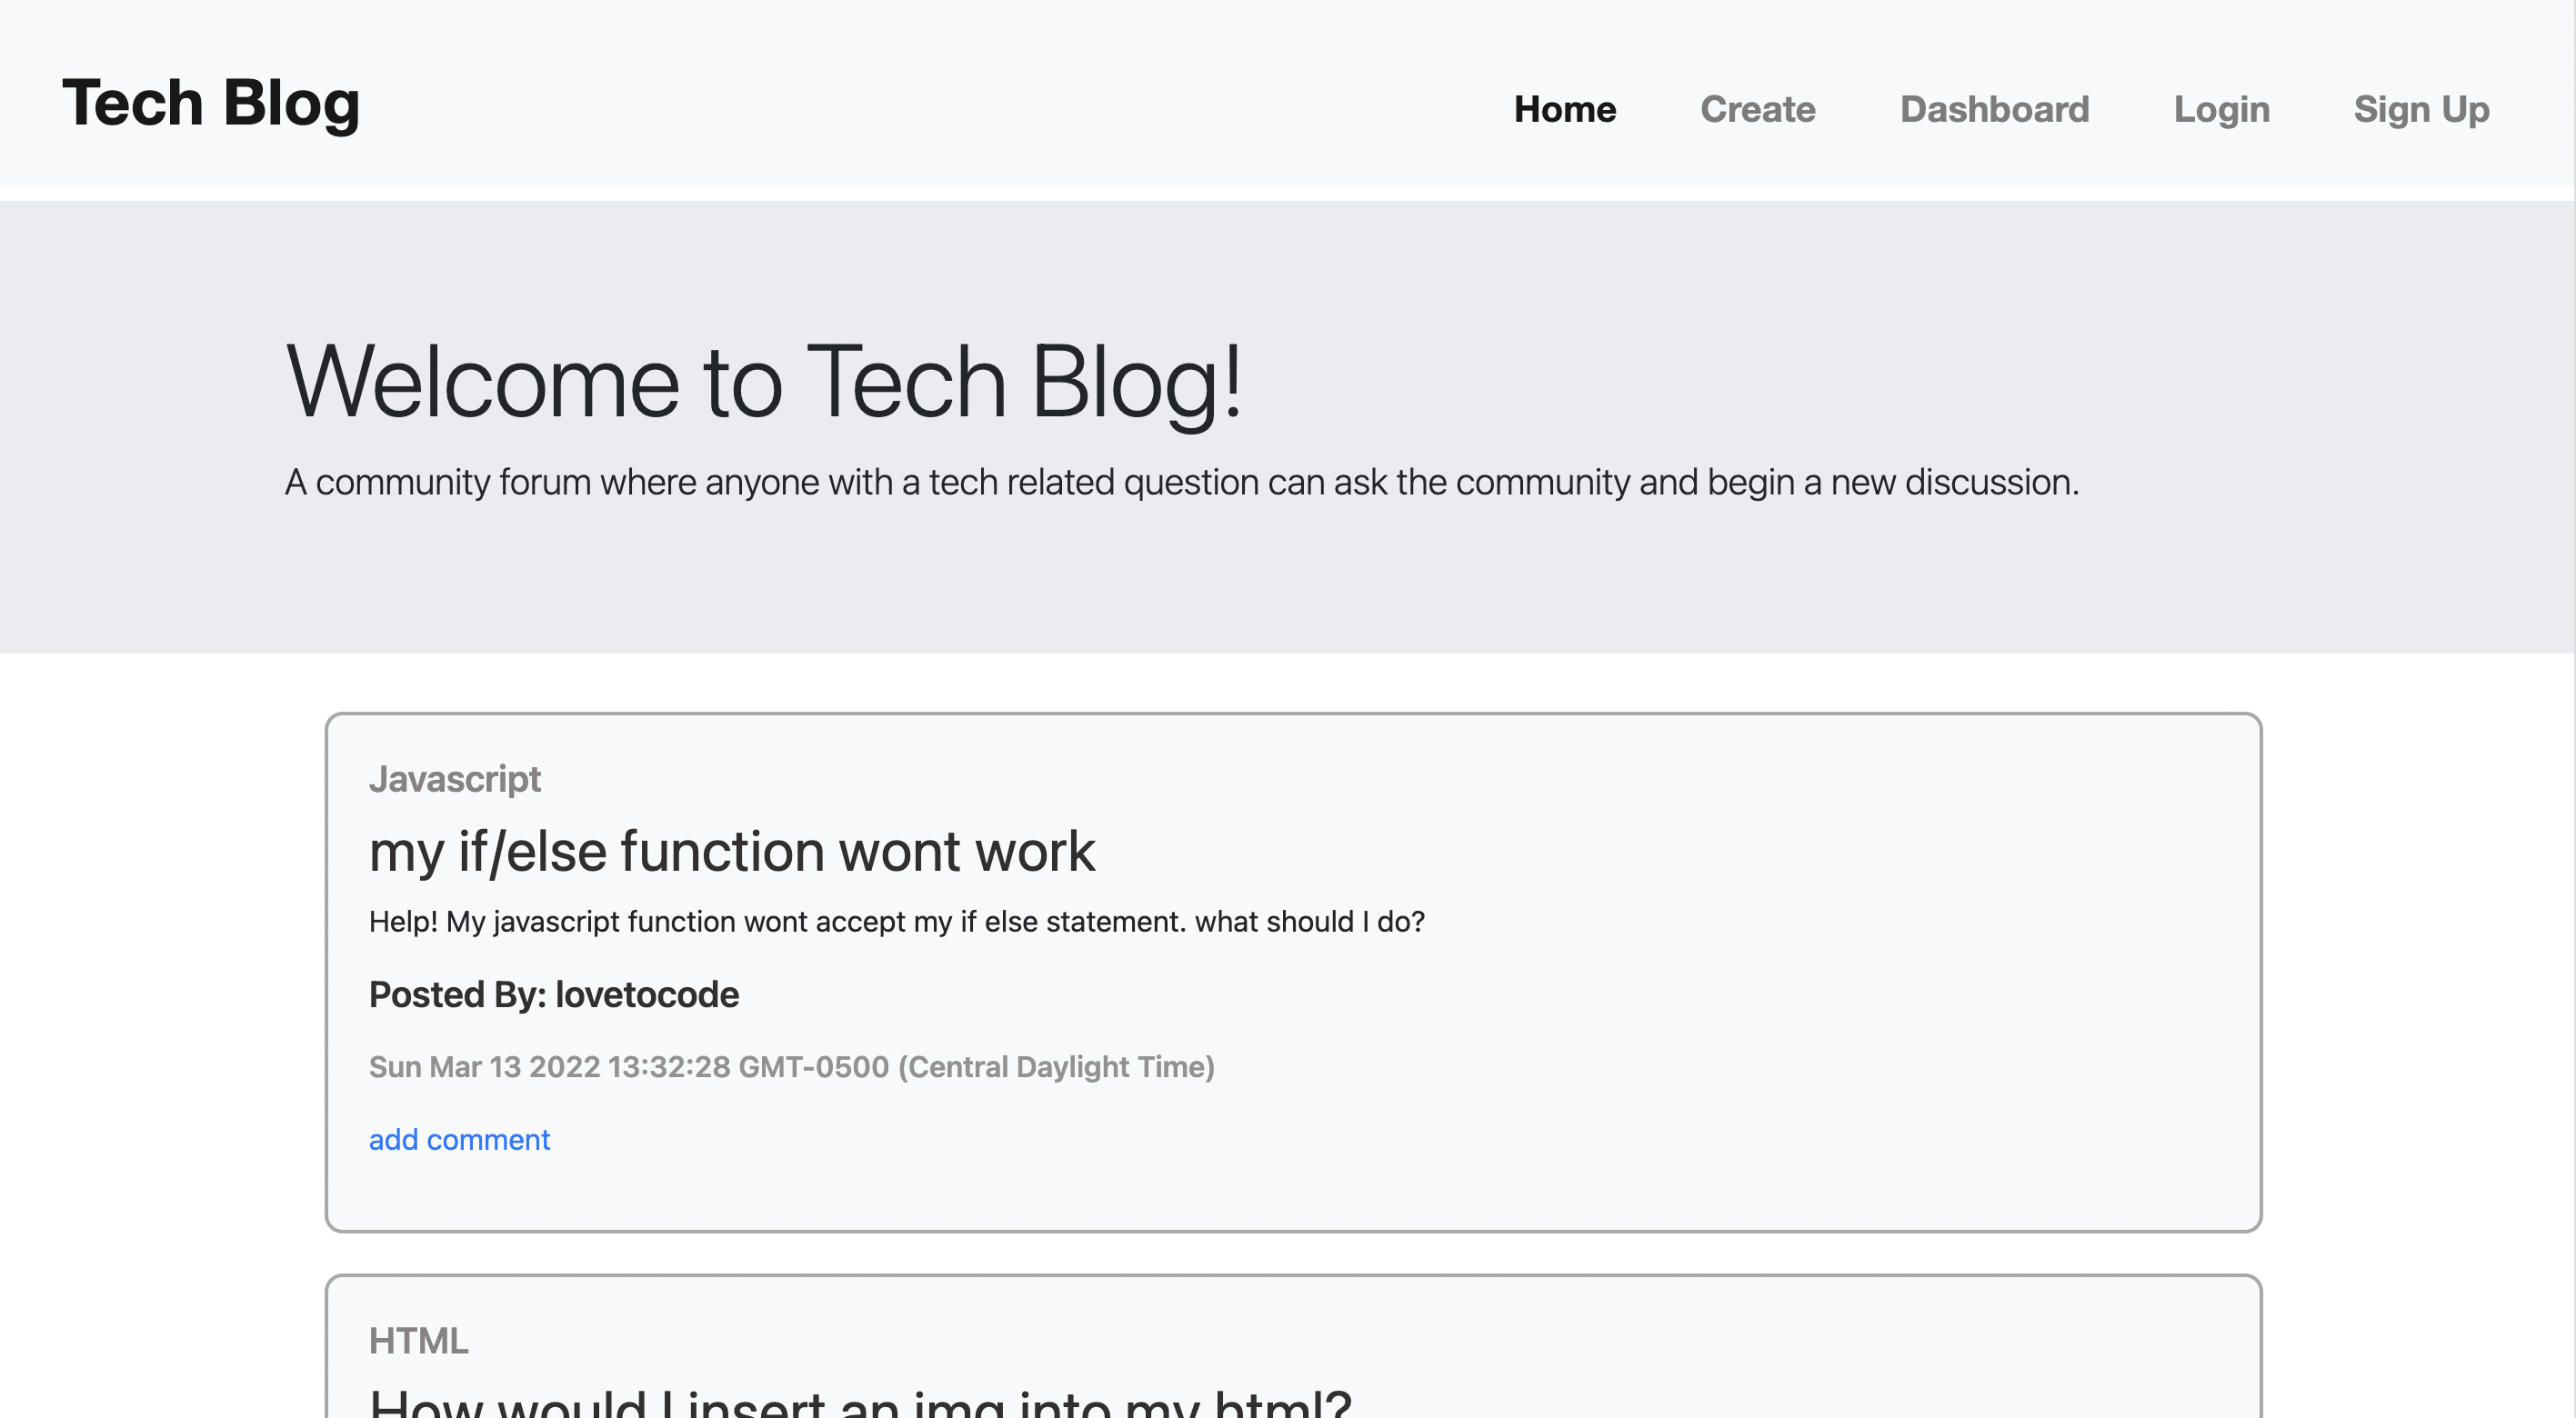 Tech Blog
Home Create Dashboard Login Sign Up
Welcome to Tech Blog!
A community forum where anyone with a tech related question can ask the community and begin a new discussion.
Javascript
my if/else function wont work
Help! My javascript function wont accept my if else statement. what should I do?
Posted By: lovetocode
Sun Mar 13 2022 13:32:28 GMT-0500 (Central Daylight Time)
add comment
HTML
How would I insert an img into my html?